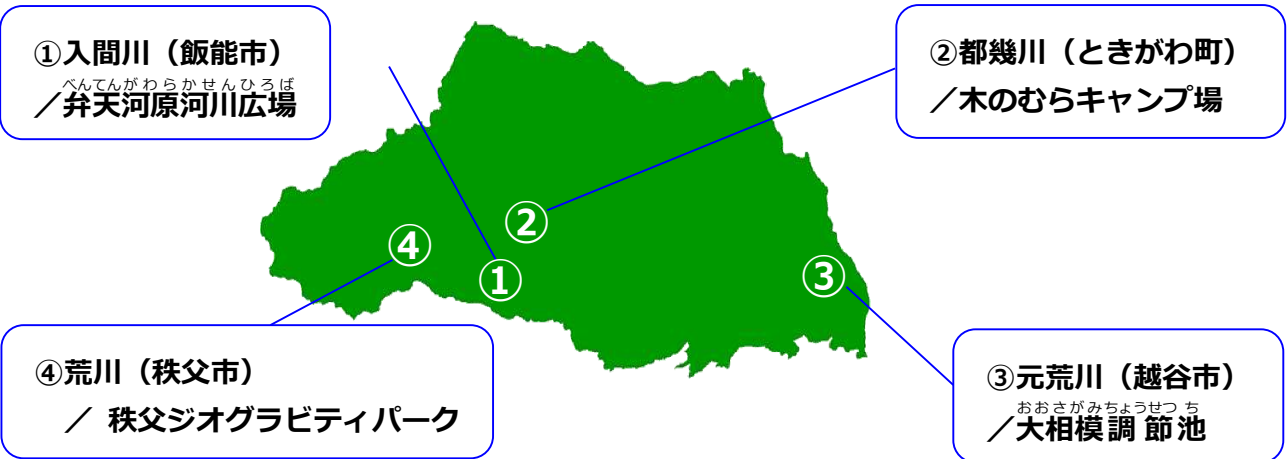 ①入間川（飯能市）
べんてんがわらかせんひろば
／弁天河原河川広場
②都幾川（ときがわ町）
／木のむらキャンプ場
④
②
①
③
④荒川（秩父市）
／ 秩父ジオグラビティパーク
③元荒川（越谷市）
おおさがみちょうせつち
／大相模調節池